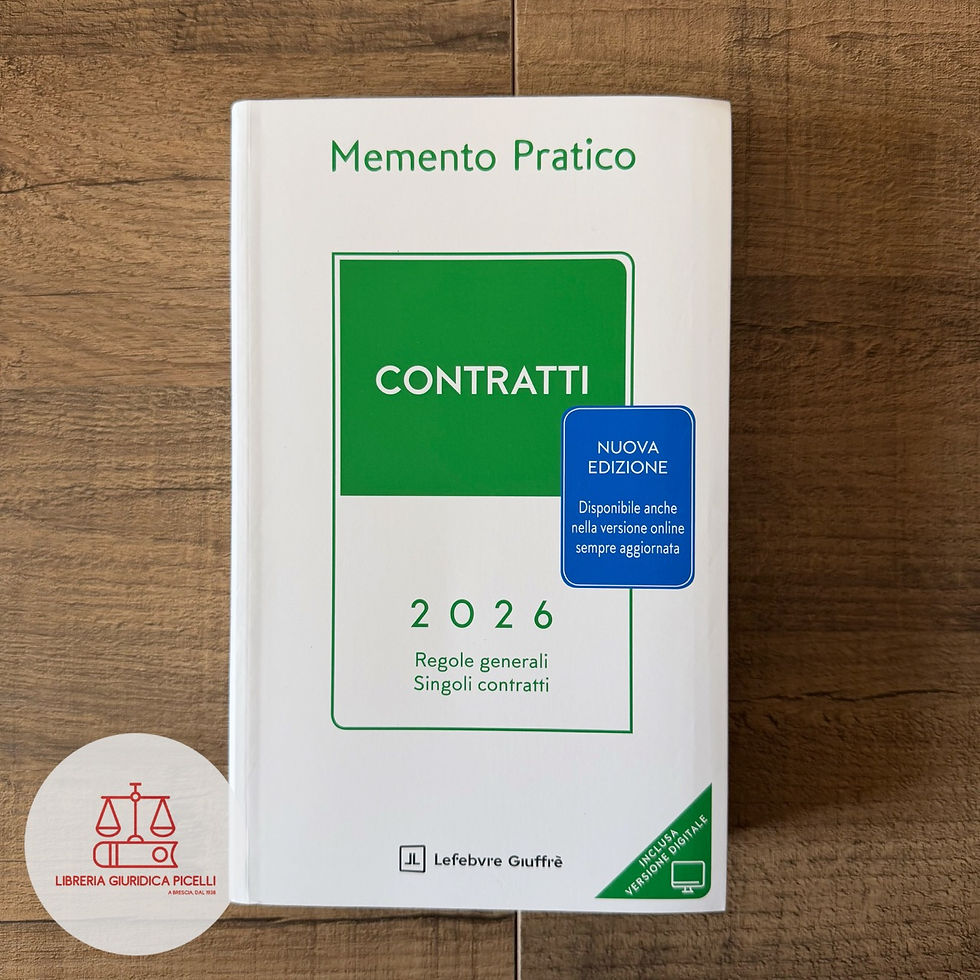 Memento Pratico
CONTRATTI
NUOVA
EDIZIONE
Disponibile anche
nella versione online
sempre aggiornata
2026
Regole generali
Singoli contratti
Lefebvre Giuffrè
INCLUSA
VERSIONE DIGITALE
LIBRERIA GIURIDICA PICELLI
A BRESCIA, DAL 1938